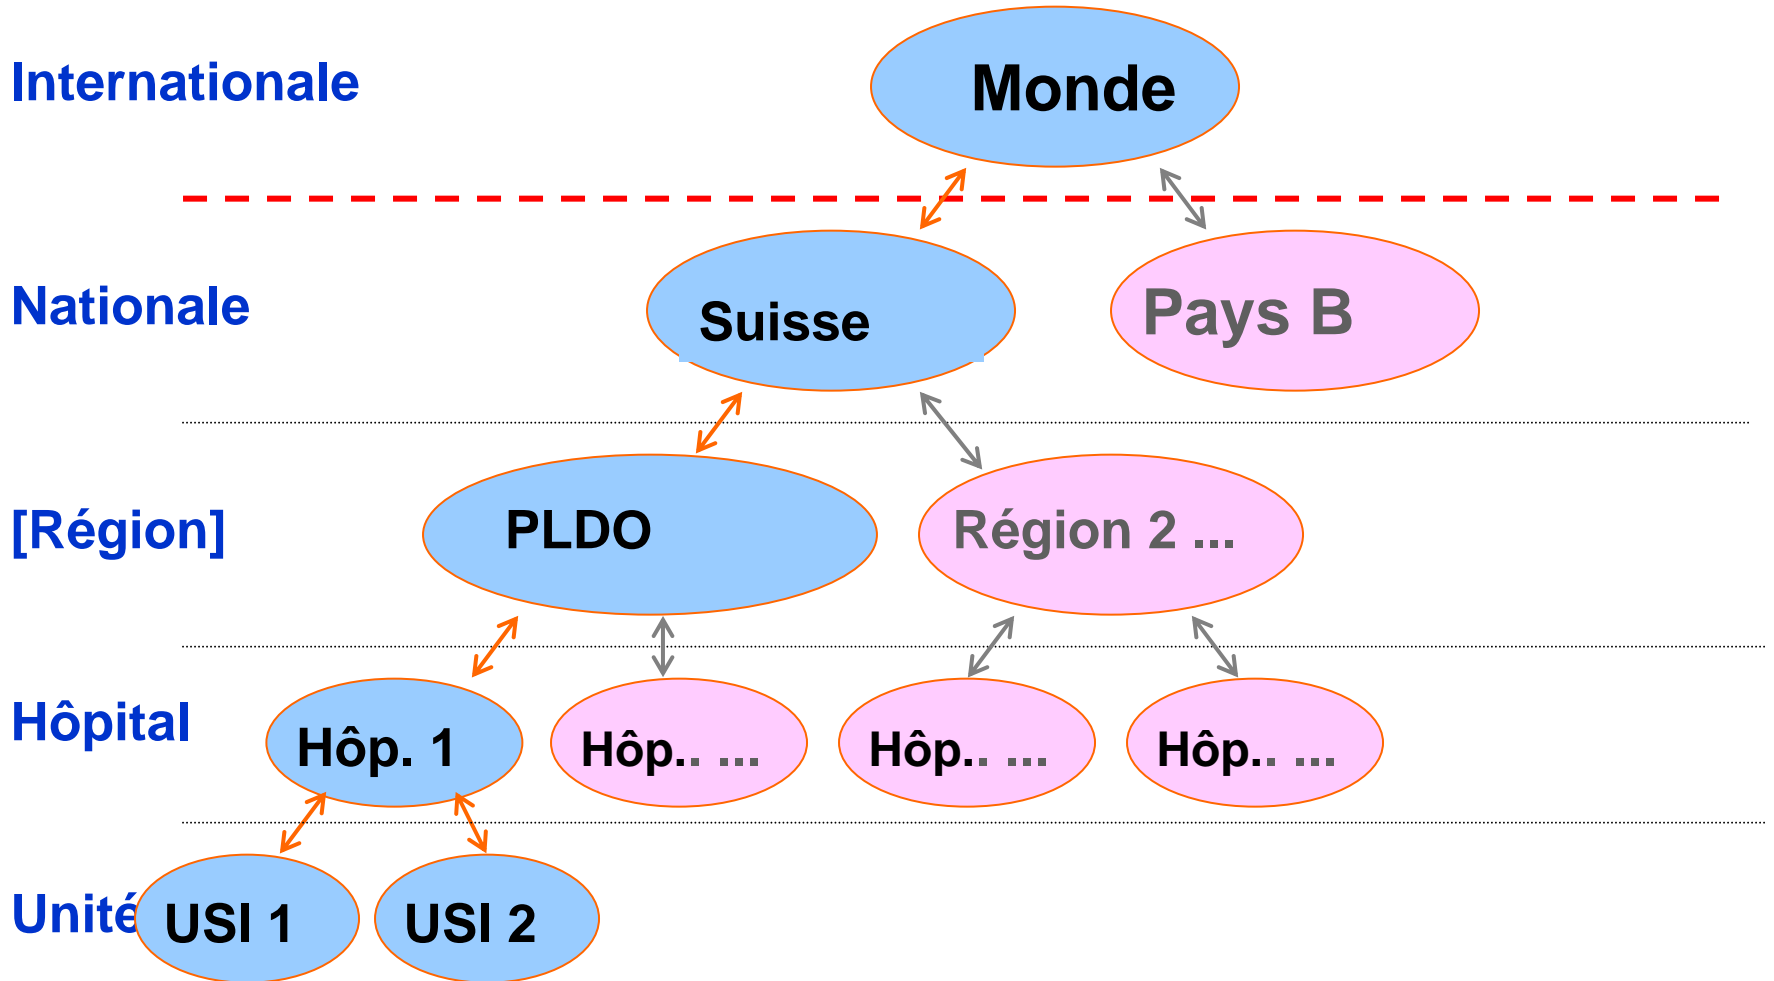 Internationale
Monde
Nationale
Suisse
Pays B
[Région]
PLDO
Région 2 ...
Hôpital
Hôp. 1
Hôp.. ...
Hôp.. ...
Hôp.. ...
Unité
USI 1
USI 2